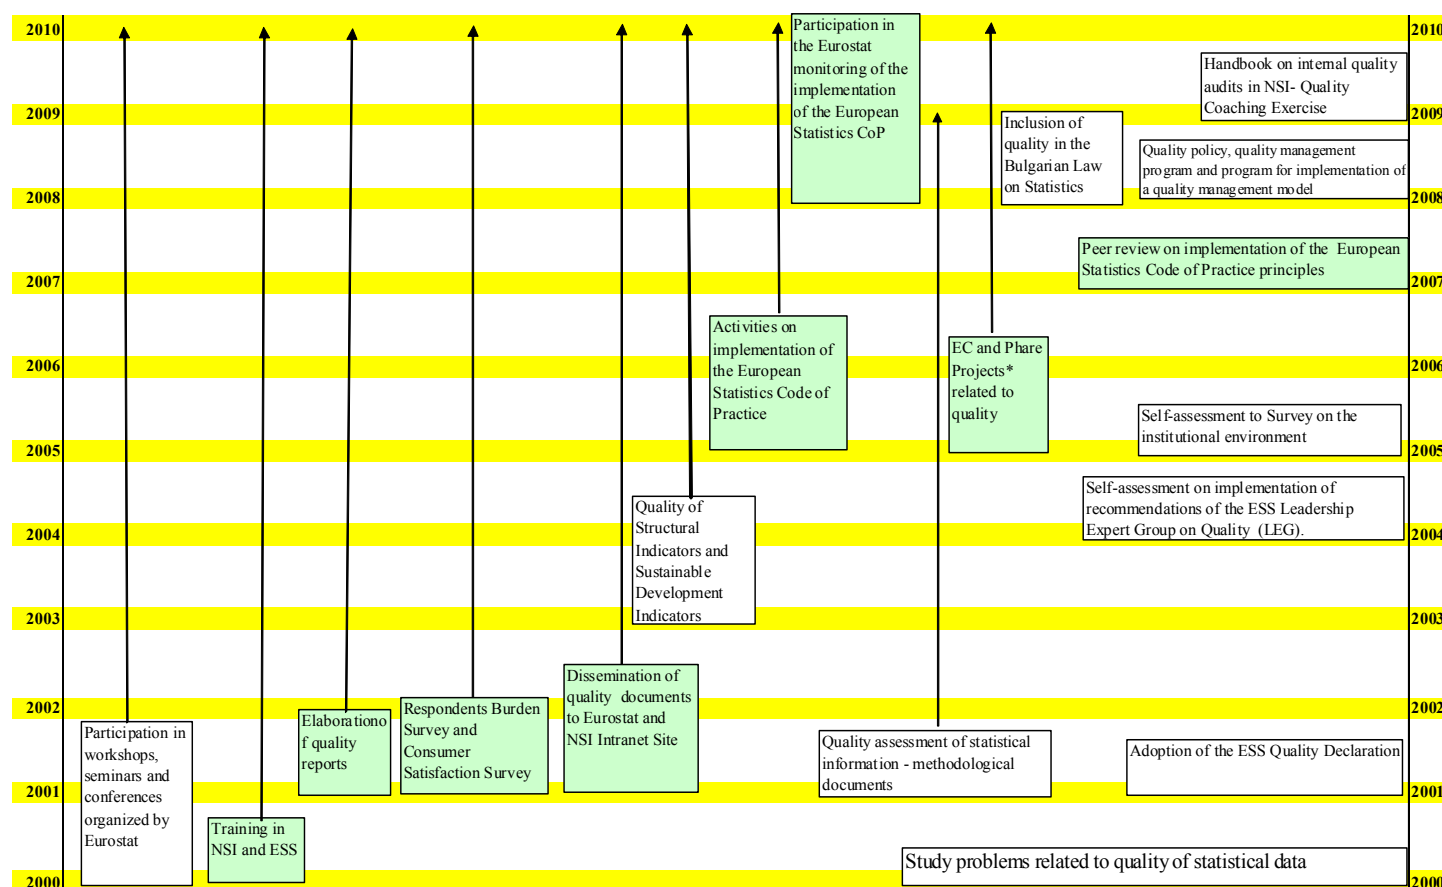 2010
2010
Participation in
the Eurostat
monitoring of the
implementation
of the European
Statistics CoP
Handbook on internal quality
audits in NSI- Quality
Coaching Exercise
2009
2009
Inclusion of
quality in the
Bulgarian Law
on Statistics
Quality policy, quality management
program and program for implementation of
a quality management model
2008
2008
Peer review on implementation of the European
Statistics Code of Practice principles
2007
2007
Activities on
implementation of
the European
Statistics Code of
Practice
EC and Phare
Projects*
related to
quality
2006
2006
Self-assessment to Survey on the
institutional environment
2005
2005
Self-assessment on implementation of
recommendations of the ESS Leadership
Expert Group on Quality (LEG).
Quality of
Structural
Indicators and
Sustainable
Development
Indicators
2004
2004
2003
2003
Dissemination of
quality documents
to Eurostat and
NSI Intranet Site
2002
2002
Participation in
workshops,
seminars and
conferences
organized by
Eurostat
Elaborationo
f quality
reports
Respondents Burden
Survey and
Consumer
Satisfaction Survey
Quality assessment of statistical
information - methodological
documents
Adoption of the ESS Quality Declaration
2001
2001
Training in
NSI and ESS
Study problems related to quality of statistical data
2000
2000